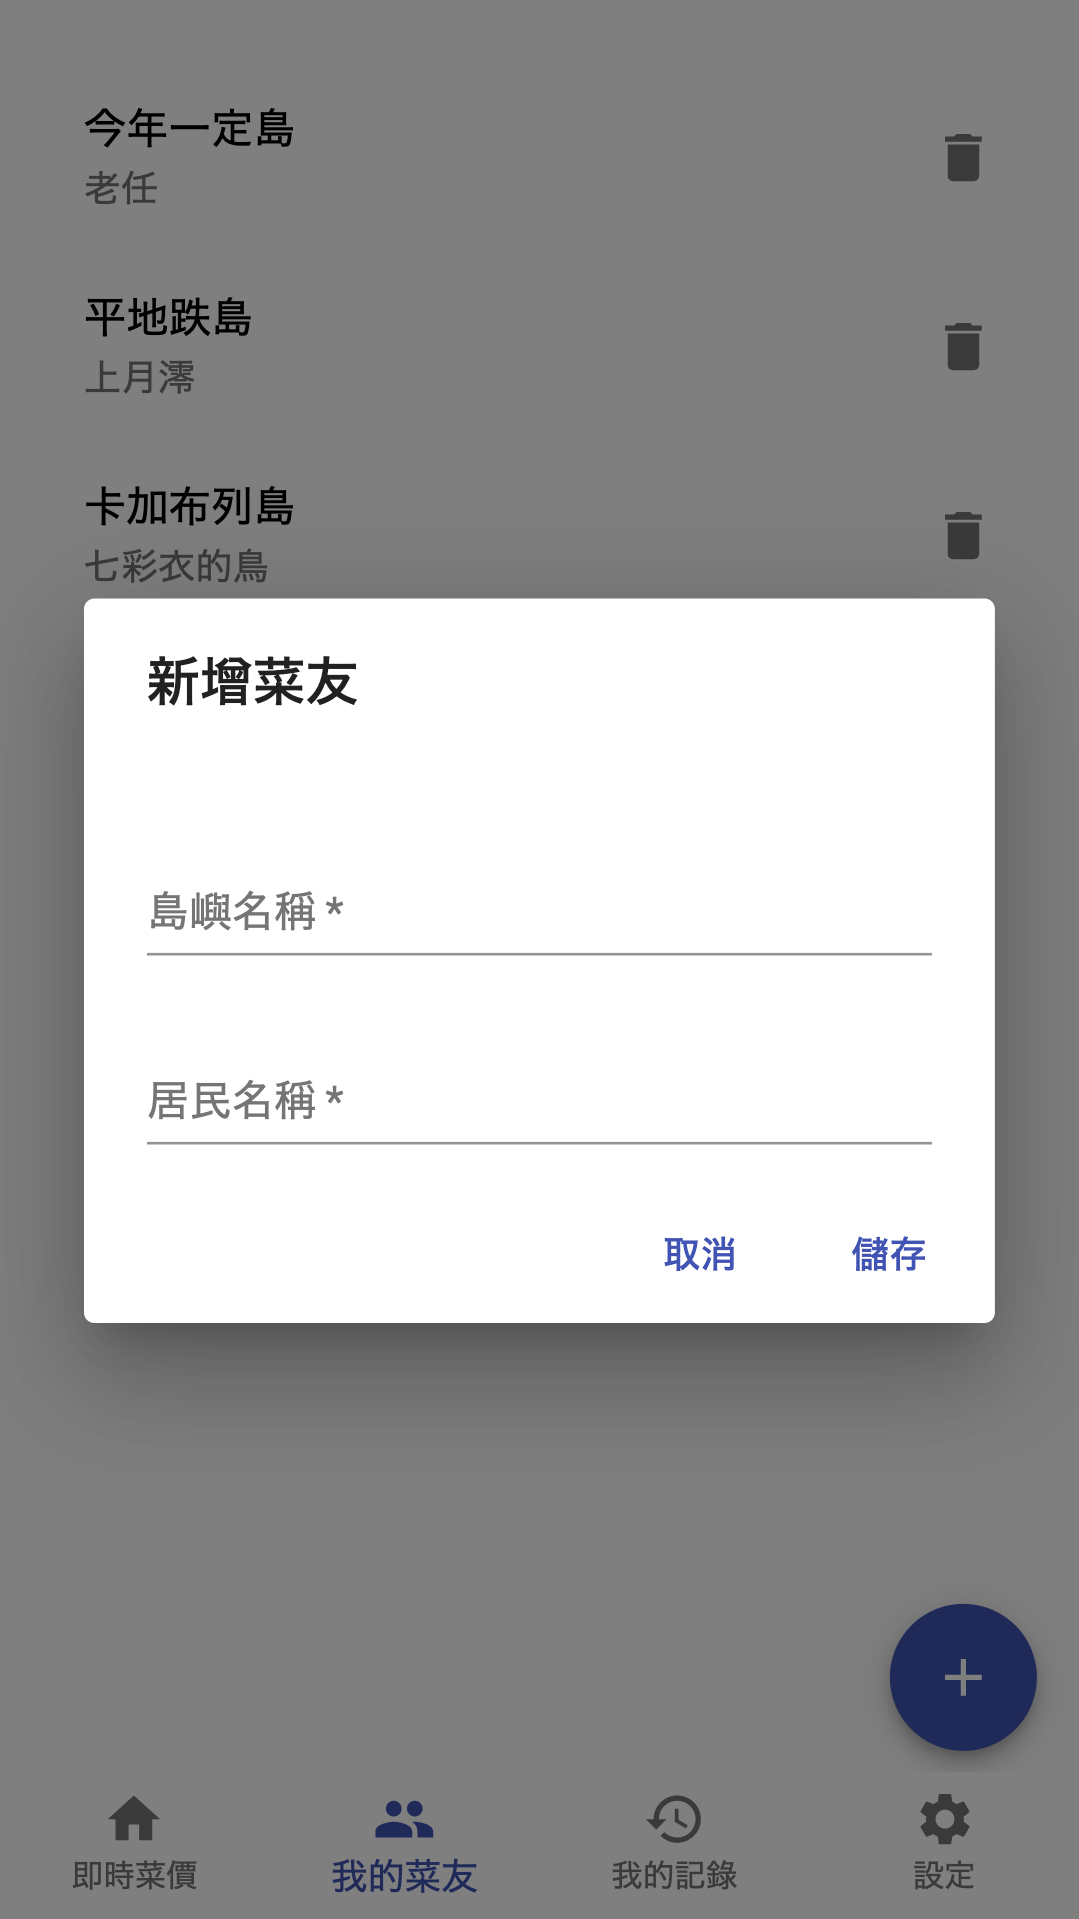 今年一定島
老任
平地跌島
上月澪
卡加布列島
七彩衣的鳥
新增菜友
島嶼名稱 *
居民名稱 *
取消 儲存
即時菜價 我的菜友 我的記錄 設定